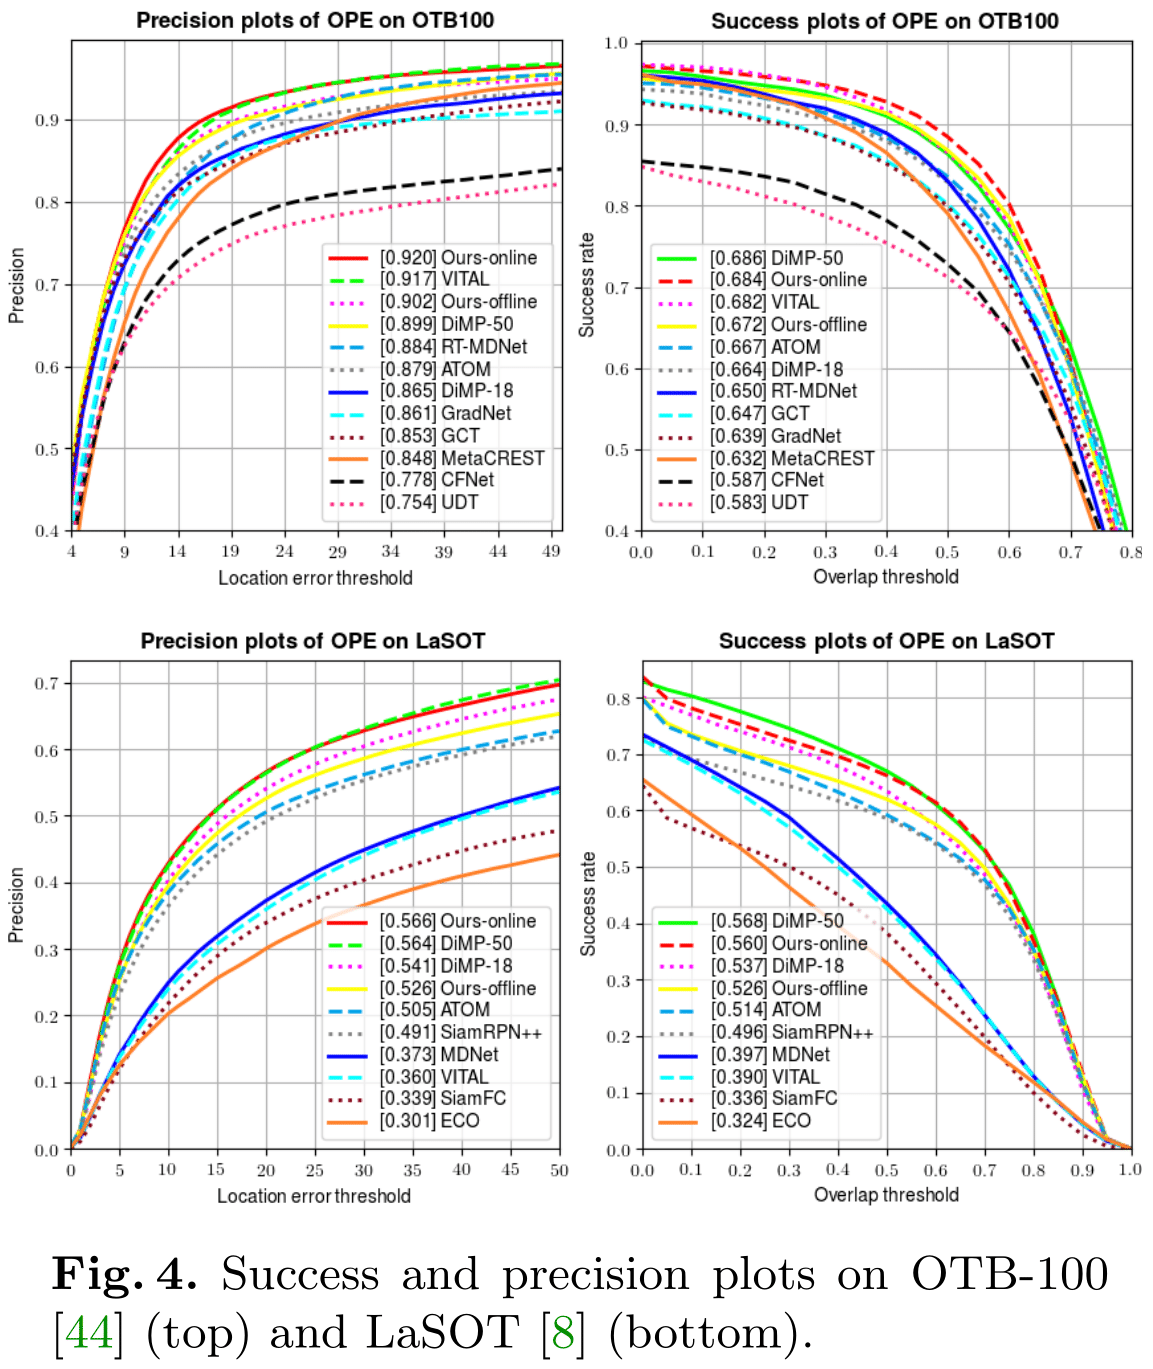 Precision plots of OPE on OTB100
0.9
0.8
0.7
0.6
0.5
0.4
Precision
[0.920] Ours-online
[0.917] VITAL
[0.902] Ours-offline
[0.899] DiMP-50
[0.884] RT-MDNet
[0.879] ATOM
[0.865] DiMP-18
[0.861] GradNet
[0.853] GCT
[0.848] MetaCREST
[0.778] CFNet
[0.754] UDT
4 9 14 19 24 29 34 39 44 49
Location error threshold
Success plots of OPE on OTB100
1.0
0.9
0.8
0.7
0.6
0.5
0.4
Success rate
[0.686] DiMP-50
[0.684] Ours-online
[0.682] VITAL
[0.672] Ours-offline
[0.667] ATOM
[0.664] DiMP-18
[0.650] RT-MDNet
[0.647] GCT
[0.639] GradNet
[0.632] MetaCREST
[0.587] CFNet
[0.583] UDT
0.0 0.1 0.2 0.3 0.4 0.5 0.6 0.7 0.8
Overlap threshold
Precision plots of OPE on LaSOT
0.7
0.6
0.5
0.4
0.3
0.2
0.1
0.0
Precision
[0.566] Ours-online
[0.564] DiMP-50
[0.541] DiMP-18
[0.526] Ours-offline
[0.505] ATOM
[0.491] SiamRPN++
[0.373] MDNet
[0.360] VITAL
[0.339] SiamFC
[0.301] ECO
0 5 10 15 20 25 30 35 40 45 50
Location error threshold
Success plots of OPE on LaSOT
0.8
0.7
0.6
0.5
0.4
0.3
0.2
0.1
0.0
Success rate
[0.568] DiMP-50
[0.560] Ours-online
[0.537] DiMP-18
[0.526] Ours-offline
[0.514] ATOM
[0.496] SiamRPN++
[0.397] MDNet
[0.390] VITAL
[0.336] SiamFC
[0.324] ECO
0.0 0.1 0.2 0.3 0.4 0.5 0.6 0.7 0.8 0.9 1.0
Overlap threshold
Fig. 4. Success and precision plots on OTB-100
[44] (top) and LaSOT [8] (bottom).